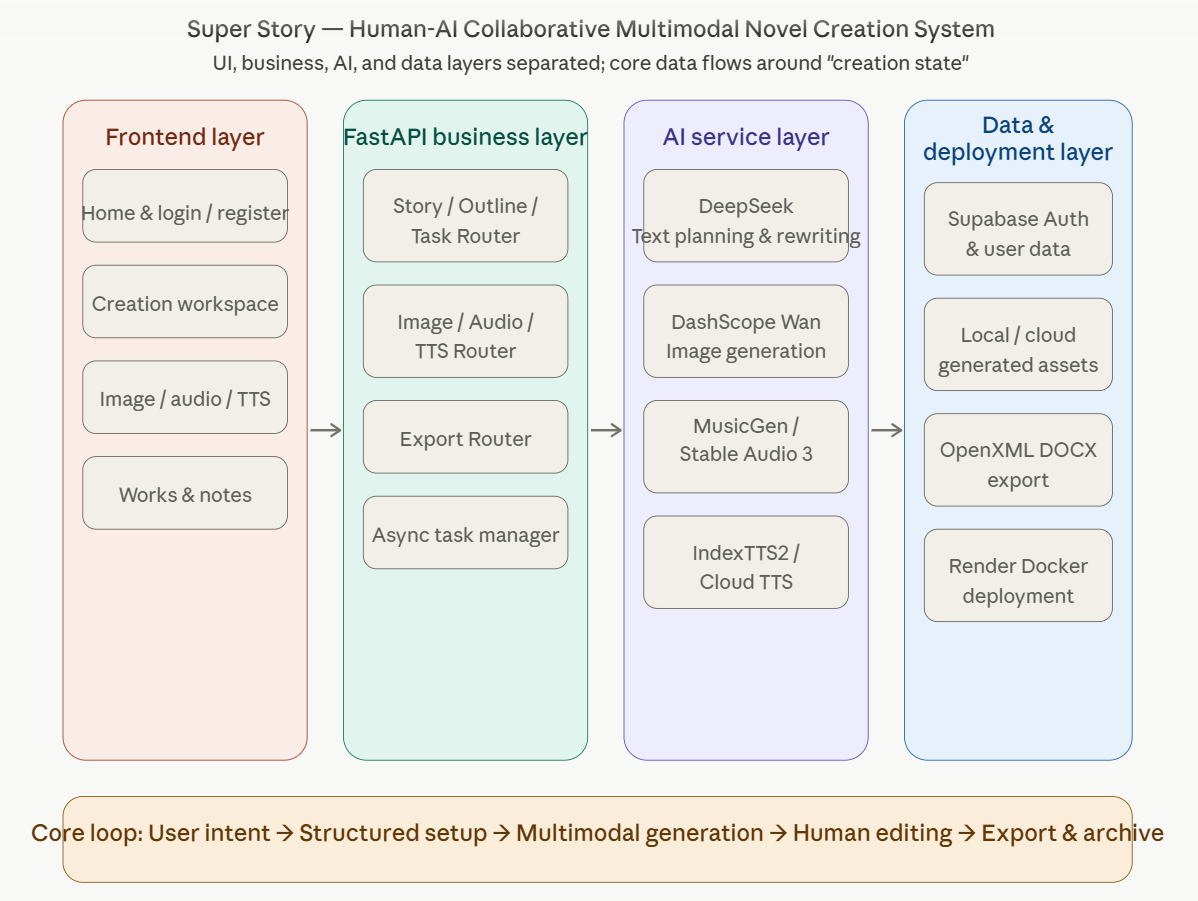 Super Story — Human-AI Collaborative Multimodal Novel Creation System
UI, business, AI, and data layers separated; core data flows around "creation state"
Frontend layer
Home & login / register
Creation workspace
Image / audio / TTS
Works & notes
FastAPI business layer
Story / Outline /
Task Router
Image / Audio /
TTS Router
Export Router
Async task manager
AI service layer
DeepSeek
Text planning & rewriting
DashScope Wan
Image generation
MusicGen /
Stable Audio 3
IndexTTS2 /
Cloud TTS
Data &
deployment layer
Supabase Auth
& user data
Local / cloud
generated assets
OpenXML DOCX
export
Render Docker
deployment
Core loop: User intent → Structured setup → Multimodal generation → Human editing → Export & archive